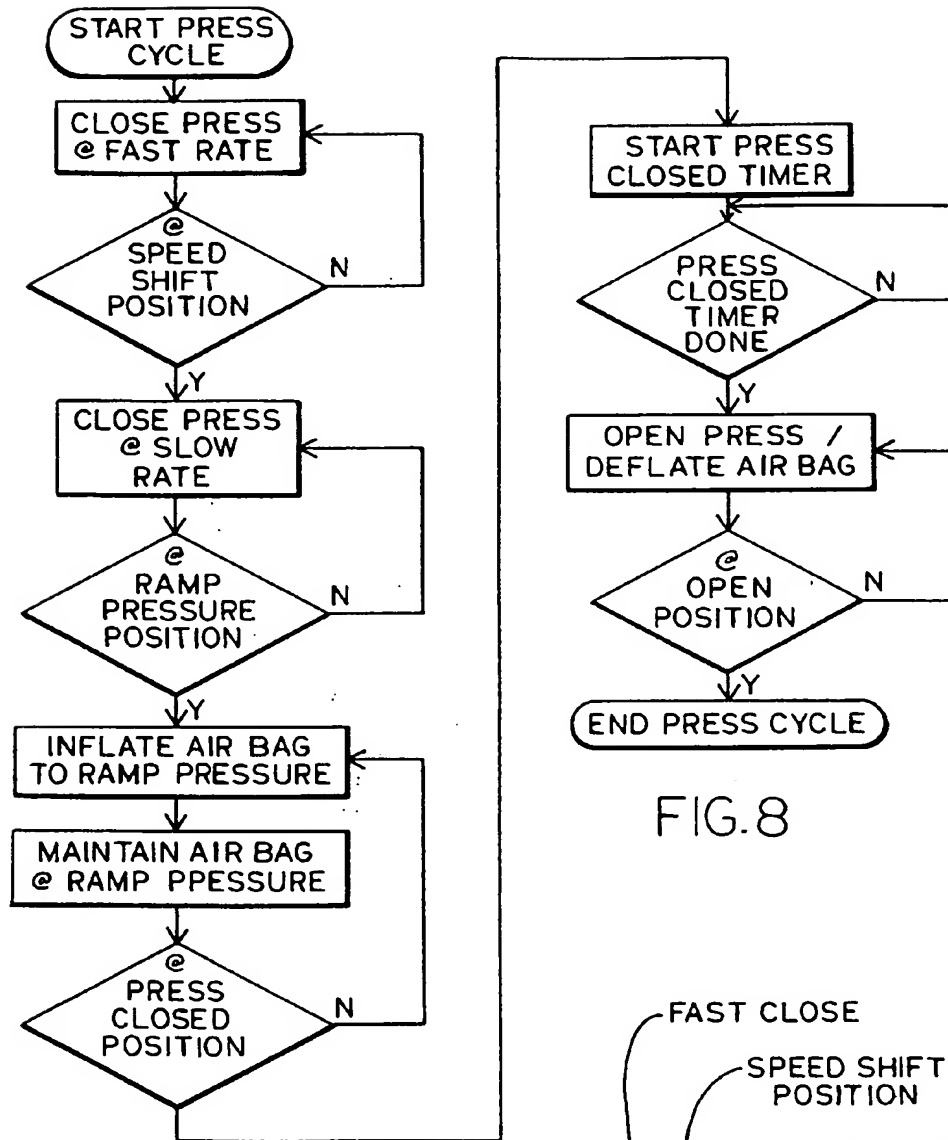 START PRESS
CYCLE
CLOSE PRESS
@ FAST RATE
@
SPEED
SHIFT
POSITION
N
Y
CLOSE PRESS
@ SLOW
RATE
@
RAMP
PRESSURE
POSITION
N
Y
INFLATE AIR BAG
TO RAMP PRESSURE
MAINTAIN AIR BAG
@ RAMP PPESSURE
@
PRESS
CLOSED
POSITION
N
START PRESS
CLOSED TIMER
PRESS
CLOSED
TIMER
DONE
N
Y
OPEN PRESS /
DEFLATE AIR BAG
@
OPEN
POSITION
N
Y
END PRESS CYCLE
FIG.8
FAST CLOSE
SPEED SHIFT
POSITION